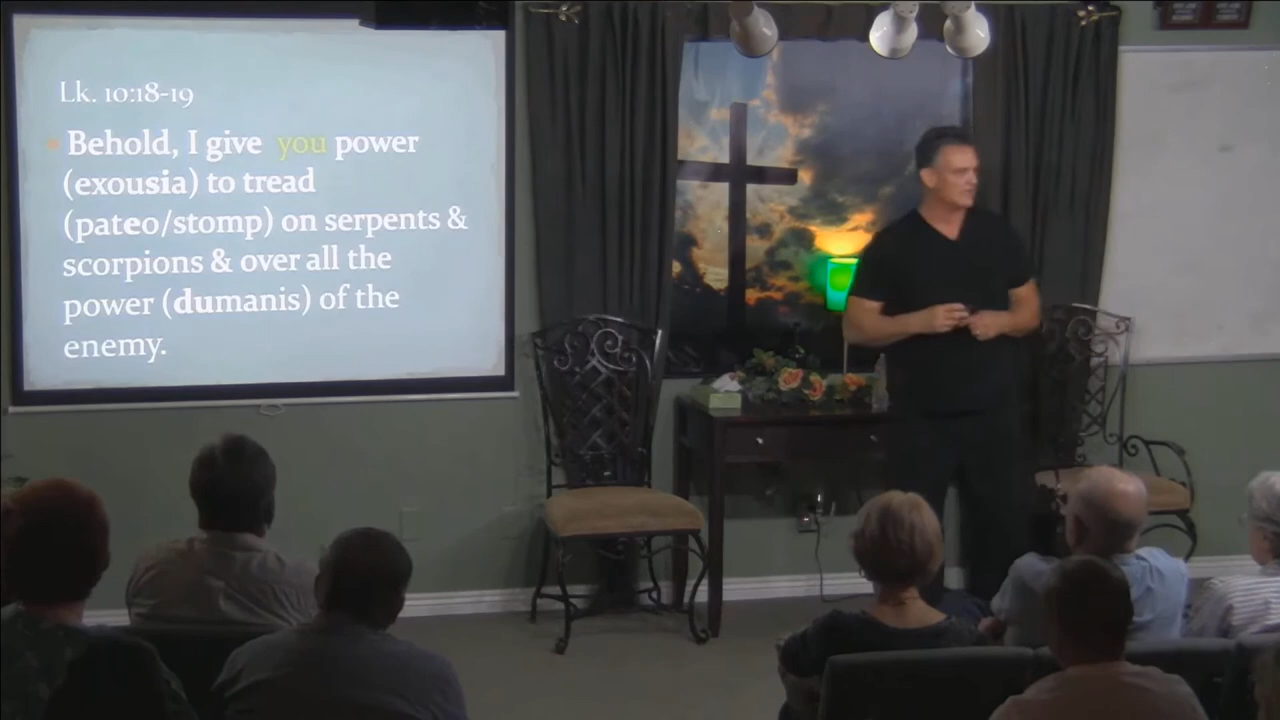 Lk. 10:18-19
Behold, I give you power
(exousia) to tread
(pateo/stomp) on serpents &
scorpions & over all the
power (dumanis) of the
enemy.